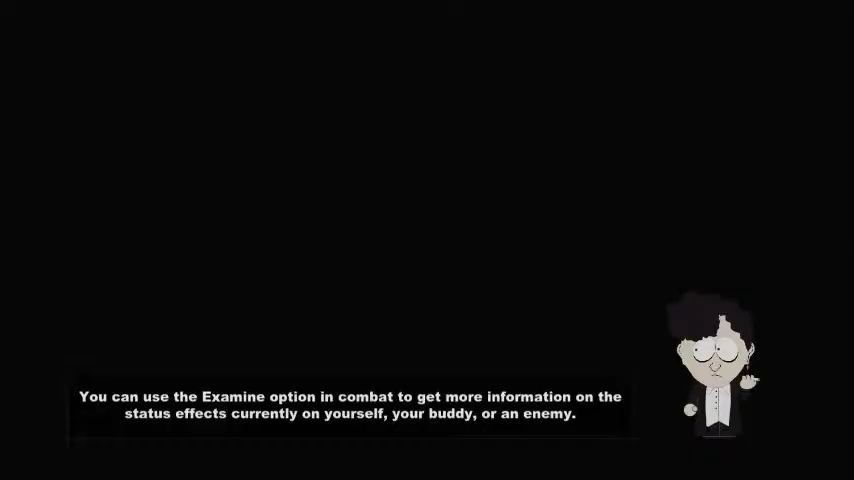 You can use the Examine option in combat to get more information on the
status effects currently on yourself, your buddy, or an enemy.